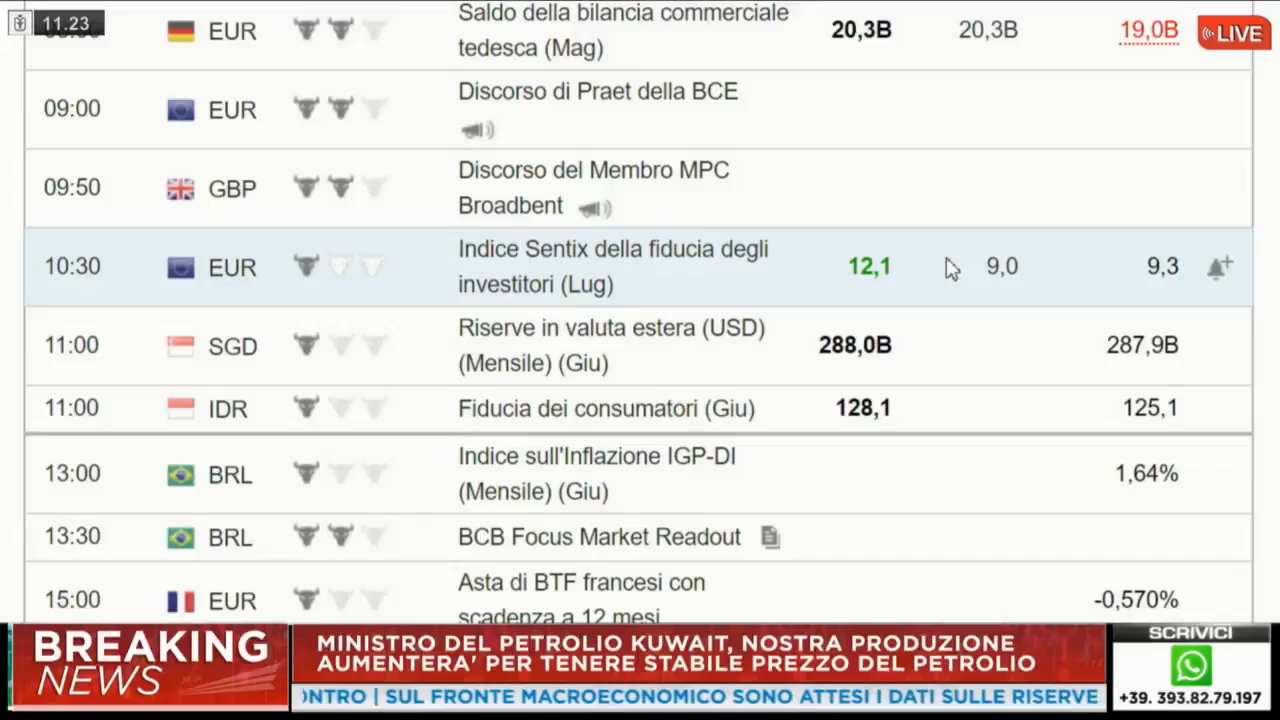 11.23
EUR
Saldo della bilancia commerciale
tedesca (Mag)
20,3B
20,3B
19,0B
LIVE
09:00
EUR
Discorso di Praet della BCE
09:50
GBP
Discorso del Membro MPC
Broadbent
10:30
EUR
Indice Sentix della fiducia degli
investitori (Lug)
12,1
9,0
9,3
11:00
SGD
Riserve in valuta estera (USD)
(Mensile) (Giu)
288,0B
287,9B
11:00
IDR
Fiducia dei consumatori (Giu)
128,1
125,1
13:00
BRL
Indice sull'Inflazione IGP-DI
(Mensile) (Giu)
1,64%
13:30
BRL
BCB Focus Market Readout
15:00
EUR
Asta di BTF francesi con
scadenza a 12 mesi
-0,570%
BREAKING
NEWS
MINISTRO DEL PETROLIO KUWAIT, NOSTRA PRODUZIONE
AUMENTERA' PER TENERE STABILE PREZZO DEL PETROLIO
ONTRO | SUL FRONTE MACROECONOMICO SONO ATTESI I DATI SULLE RISERVE
SCRIVICI
+39. 393.82.79.197